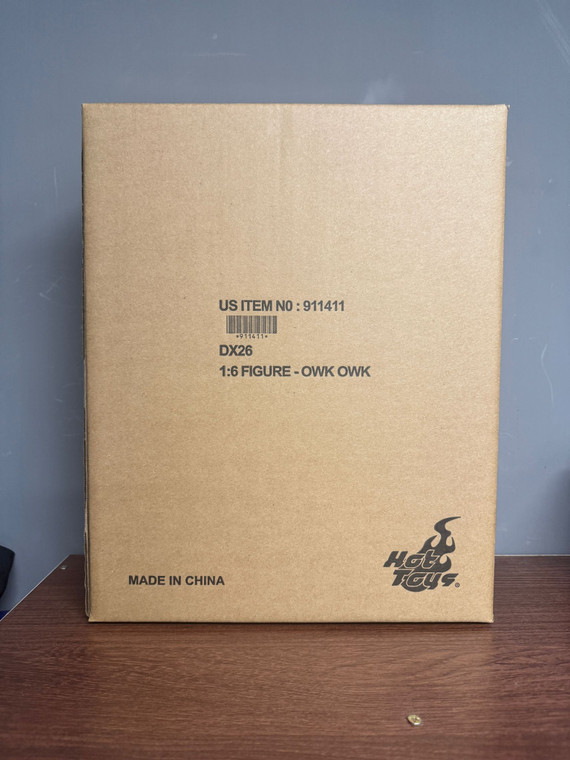 US ITEM N0 : 911411
*911411*
DX26
1:6 FIGURE - OWK OWK
MADE IN CHINA
Hot
Toys®